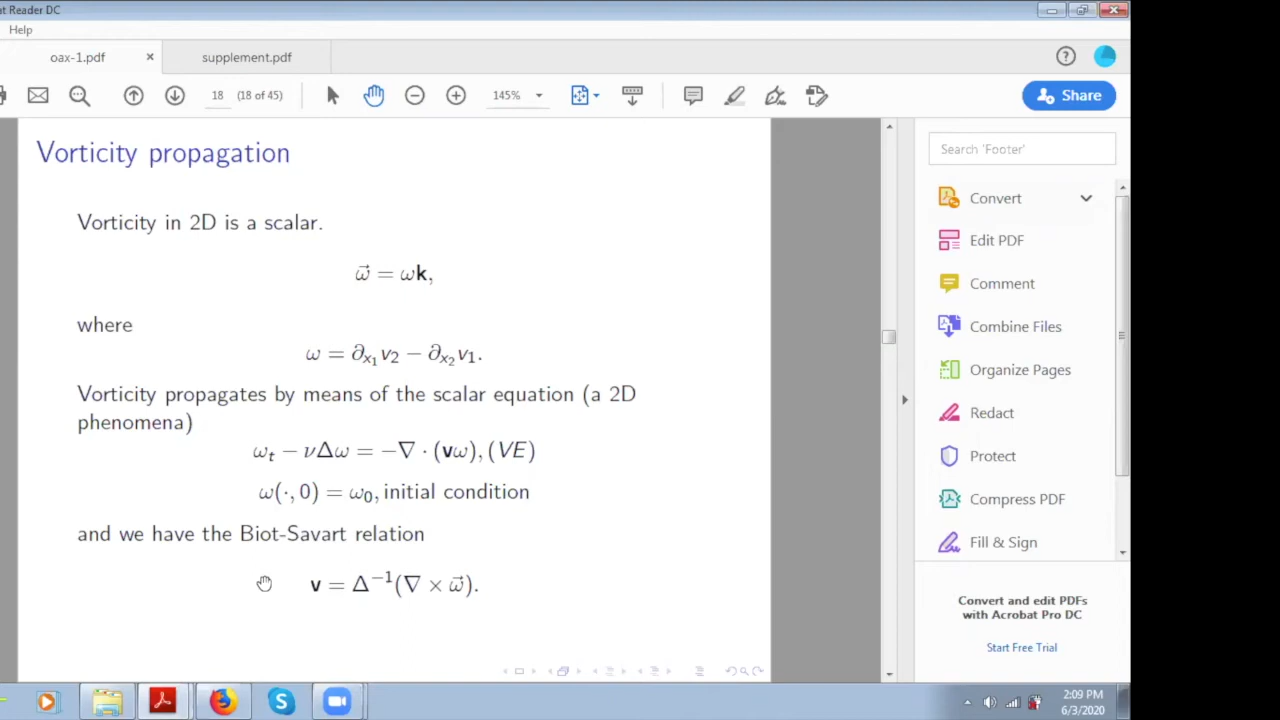 at Reader DC
Help
oax-1.pdf
supplement.pdf
18 (18 of 45)
145%
Share
Vorticity propagation
Vorticity in 2D is a scalar.
ω⃗ = ωk,
where
ω = ∂x₁v₂ − ∂x₂v₁.
Vorticity propagates by means of the scalar equation (a 2D
phenomena)
ωt − νΔω = −∇ · (vω), (VE)
ω(·, 0) = ω₀, initial condition
and we have the Biot-Savart relation
v = Δ⁻¹(∇ × ω⃗).
Search 'Footer'
Convert
Edit PDF
Comment
Combine Files
Organize Pages
Redact
Protect
Compress PDF
Fill & Sign
Convert and edit PDFs
with Acrobat Pro DC
Start Free Trial
2:09 PM
6/3/2020